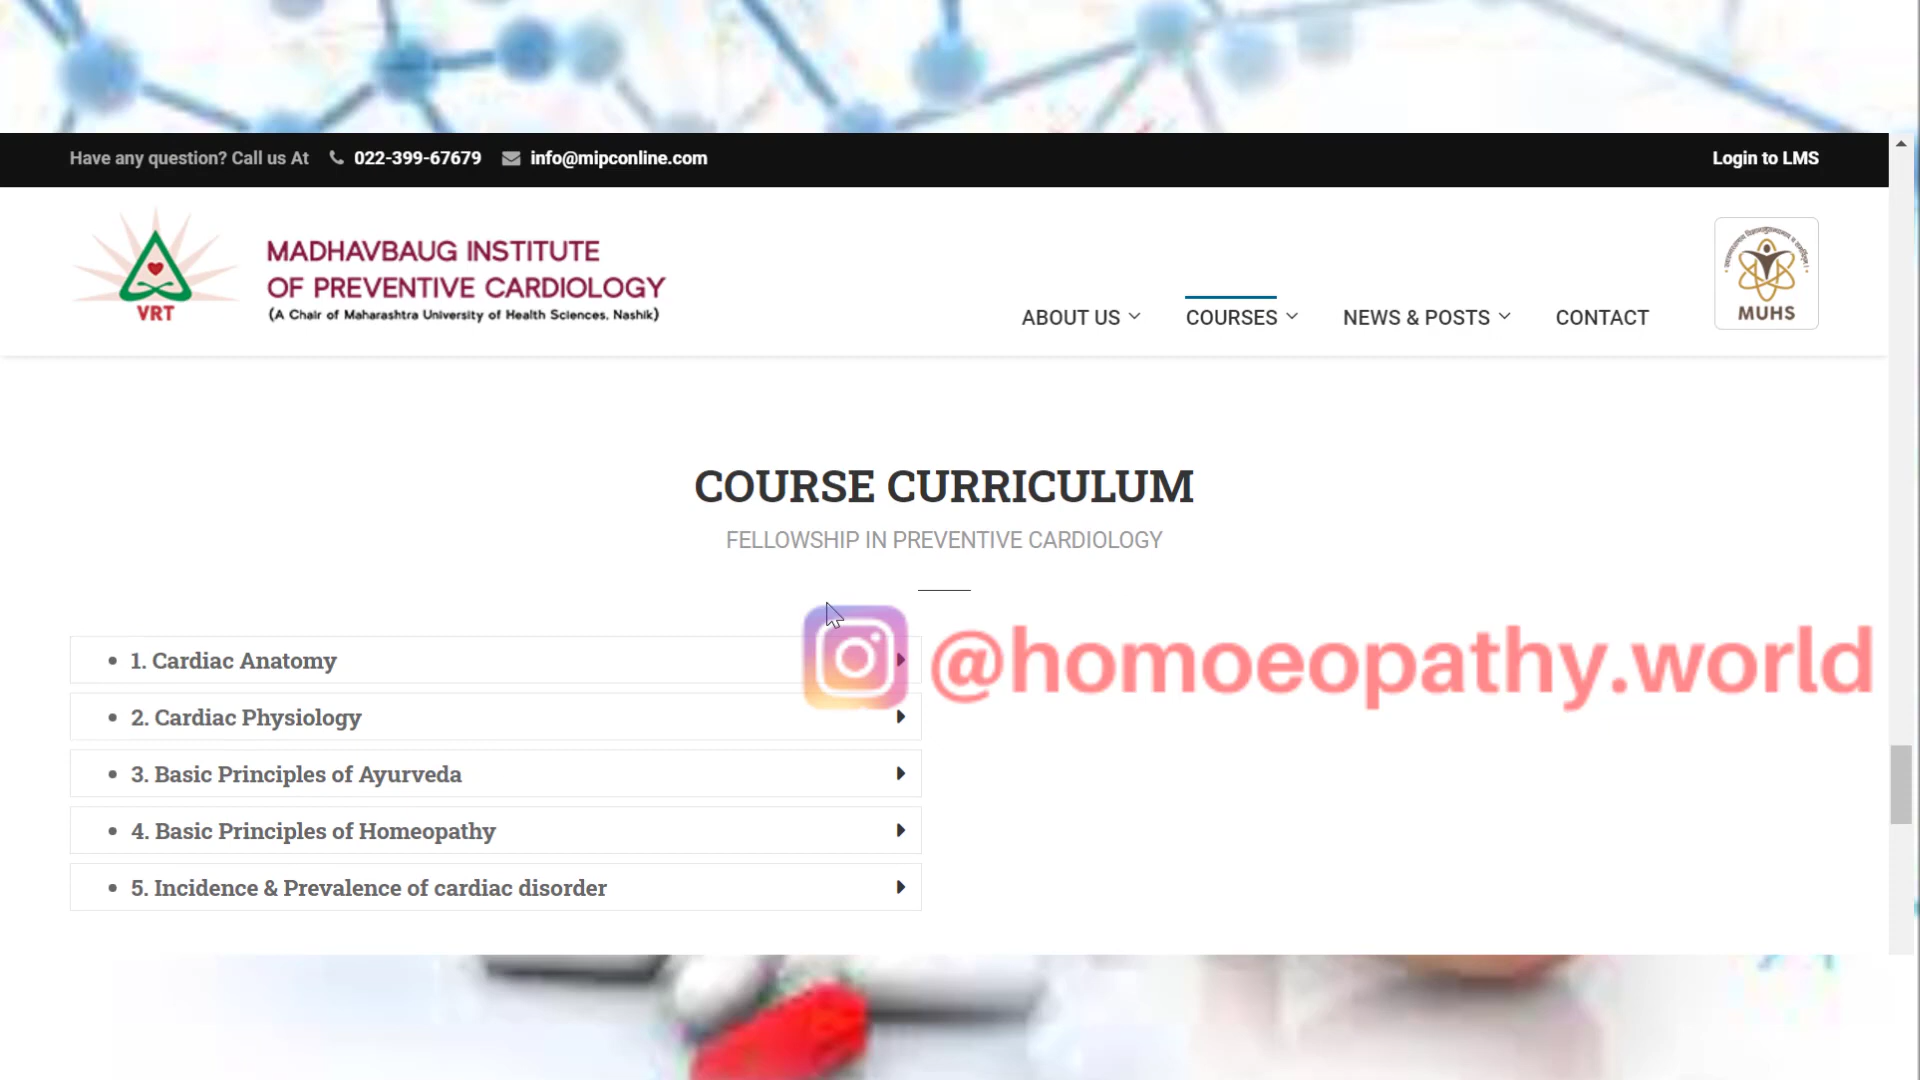 Have any question? Call us At 022-399-67679 info@mipconline.com Login to LMS
MADHAVBAUG INSTITUTE
OF PREVENTIVE CARDIOLOGY
(A Chair of Maharashtra University of Health Sciences, Nashik)
VRT
ABOUT US COURSES NEWS & POSTS CONTACT
MUHS
COURSE CURRICULUM
FELLOWSHIP IN PREVENTIVE CARDIOLOGY
@homoeopathy.world
• 1. Cardiac Anatomy
• 2. Cardiac Physiology
• 3. Basic Principles of Ayurveda
• 4. Basic Principles of Homeopathy
• 5. Incidence & Prevalence of cardiac disorder